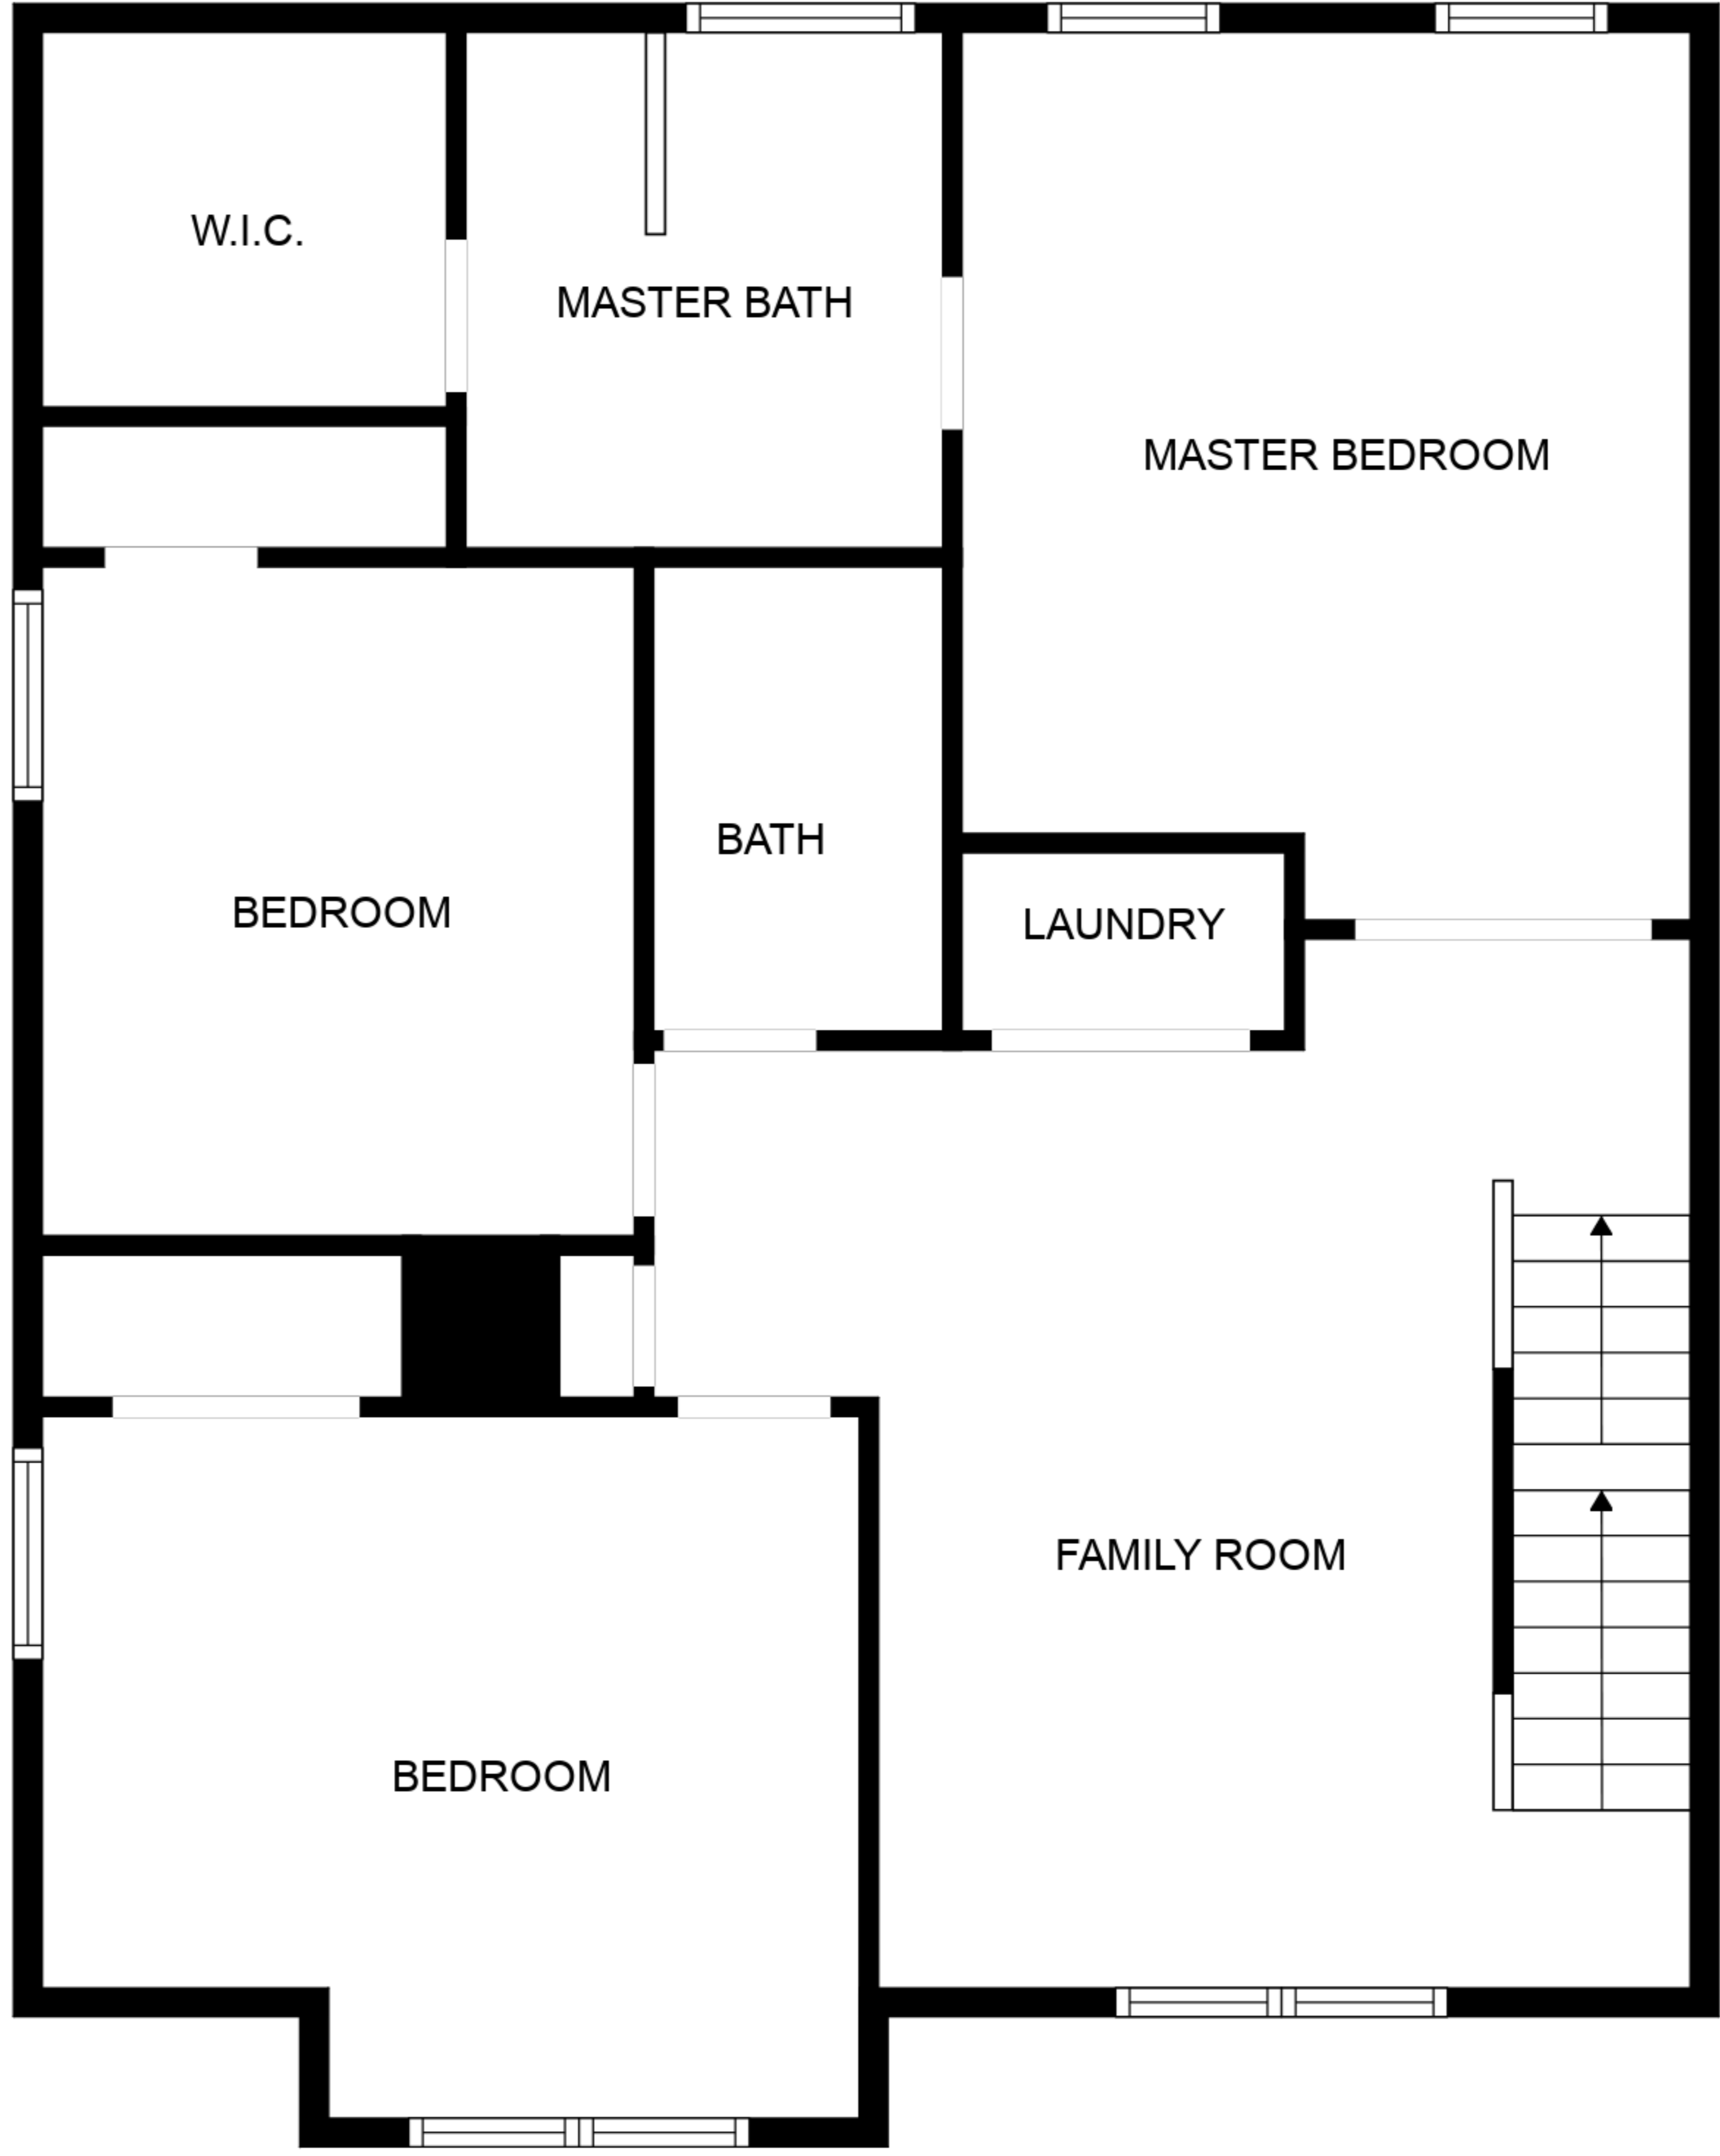 W.I.C.
MASTER BATH
MASTER BEDROOM
BATH
BEDROOM
LAUNDRY
FAMILY ROOM
BEDROOM